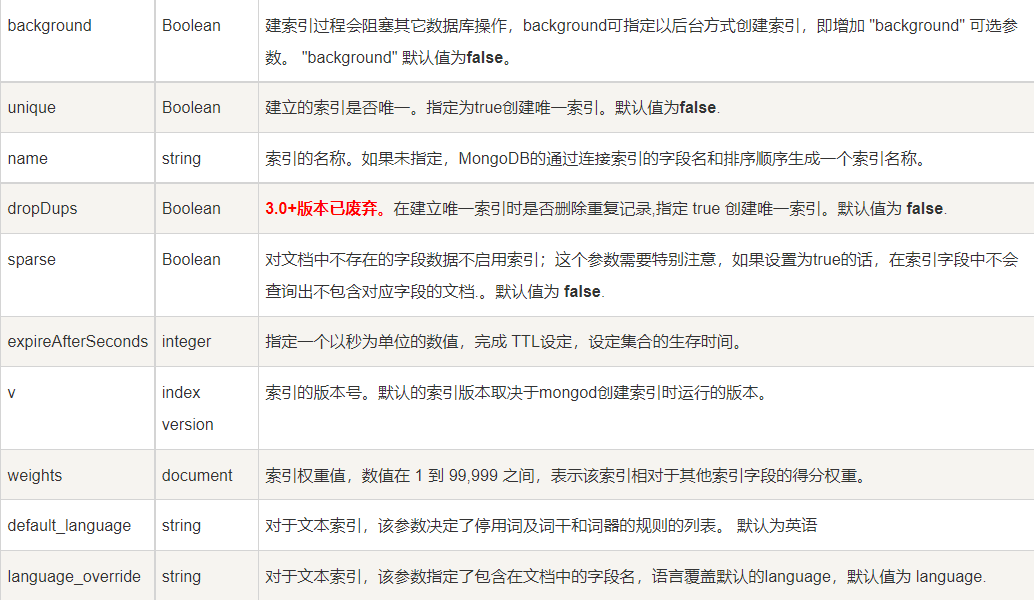 background Boolean 建索引过程会阻塞其它数据库操作，background可指定以后台方式创建索引，即增加 "background" 可选参
数。 "background" 默认值为false。
unique Boolean 建立的索引是否唯一。指定为true创建唯一索引。默认值为false.
name string 索引的名称。如果未指定，MongoDB的通过连接索引的字段名和排序顺序生成一个索引名称。
dropDups Boolean 3.0+版本已废弃。在建立唯一索引时是否删除重复记录,指定 true 创建唯一索引。默认值为 false.
sparse Boolean 对文档中不存在的字段数据不启用索引；这个参数需要特别注意，如果设置为true的话，在索引字段中不会
查询出不包含对应字段的文档.。默认值为 false.
expireAfterSeconds integer 指定一个以秒为单位的数值，完成 TTL设定，设定集合的生存时间。
v index 索引的版本号。默认的索引版本取决于mongod创建索引时运行的版本。
version
weights document 索引权重值，数值在 1 到 99,999 之间，表示该索引相对于其他索引字段的得分权重。
default_language string 对于文本索引，该参数决定了停用词及词干和词器的规则的列表。 默认为英语
language_override string 对于文本索引，该参数指定了包含在文档中的字段名，语言覆盖默认的language，默认值为 language.